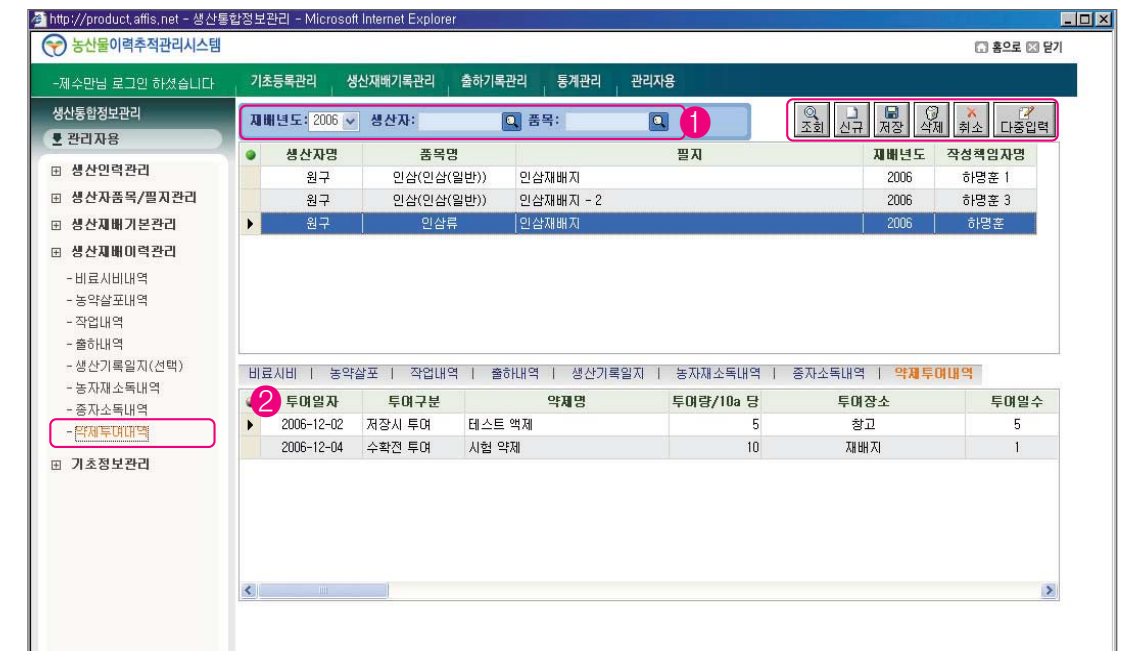 http://product,affis,net - 생산통합정보관리 - Microsoft Internet Explorer
농산물이력추적관리시스템
홈으로 닫기
-제수만님 로그인 하셨습니다
기초등록관리 생산재배기록관리 출하기록관리 통계관리 관리자용
생산통합정보관리
관리자용
생산인력관리
생산자품목/필지관리
생산재배기본관리
생산재배이력관리
-비료시비내역
-농약살포내역
-작업내역
-출하내역
-생산기록일지(선택)
-농자재소독내역
-종자소독내역
-약제투여내역
기초정보관리
재배년도: 2006 생산자: 품목: 1
조회 신규 저장 삭제 취소 다중입력
생산자명 품목명 필지 재배년도 작성책임자명
원구 인삼(인삼(일반)) 인삼재배지 2006 하명훈 1
원구 인삼(인삼(일반)) 인삼재배지 - 2 2006 하명훈 3
원구 인삼류 인삼재배지 2006 하명훈
비료시비 | 농약살포 | 작업내역 | 출하내역 | 생산기록일지 | 농자재소독내역 | 종자소독내역 | 약제투여내역
2 투여일자 투여구분 약제명 투여량/10a 당 투여장소 투여일수
2006-12-02 저장시 투여 테스트 액제 5 창고 5
2006-12-04 수확전 투여 시험 약제 10 재배지 1